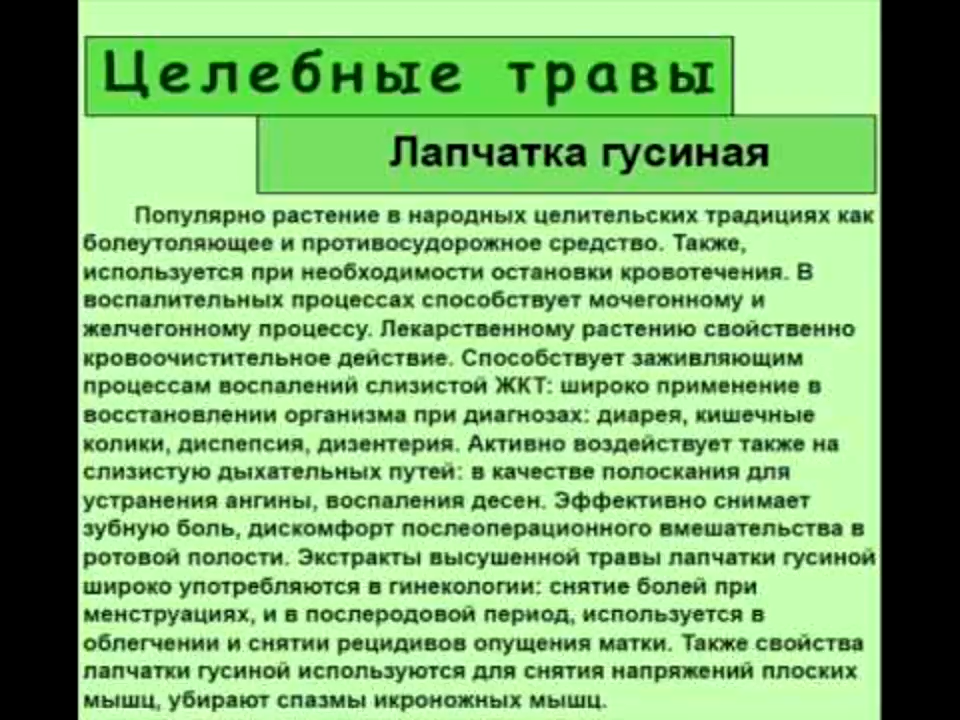 Целебные травы
Лапчатка гусиная
Популярно растение в народных целительских традициях как
болеутоляющее и противосудорожное средство. Также,
используется при необходимости остановки кровотечения. В
воспалительных процессах способствует мочегонному и
желчегонному процессу. Лекарственному растению свойственно
кровоочистительное действие. Способствует заживляющим
процессам воспалений слизистой ЖКТ: широко применение в
восстановлении организма при диагнозах: диарея, кишечные
колики, диспепсия, дизентерия. Активно воздействует также на
слизистую дыхательных путей: в качестве полоскания для
устранения ангины, воспаления десен. Эффективно снимает
зубную боль, дискомфорт послеоперационного вмешательства в
ротовой полости. Экстракты высушенной травы лапчатки гусиной
широко употребляются в гинекологии: снятие болей при
менструациях, и в послеродовой период, используется в
облегчении и снятии рецидивов опущения матки. Также свойства
лапчатки гусиной используются для снятия напряжений плоских
мышц, убирают спазмы икроножных мышц.